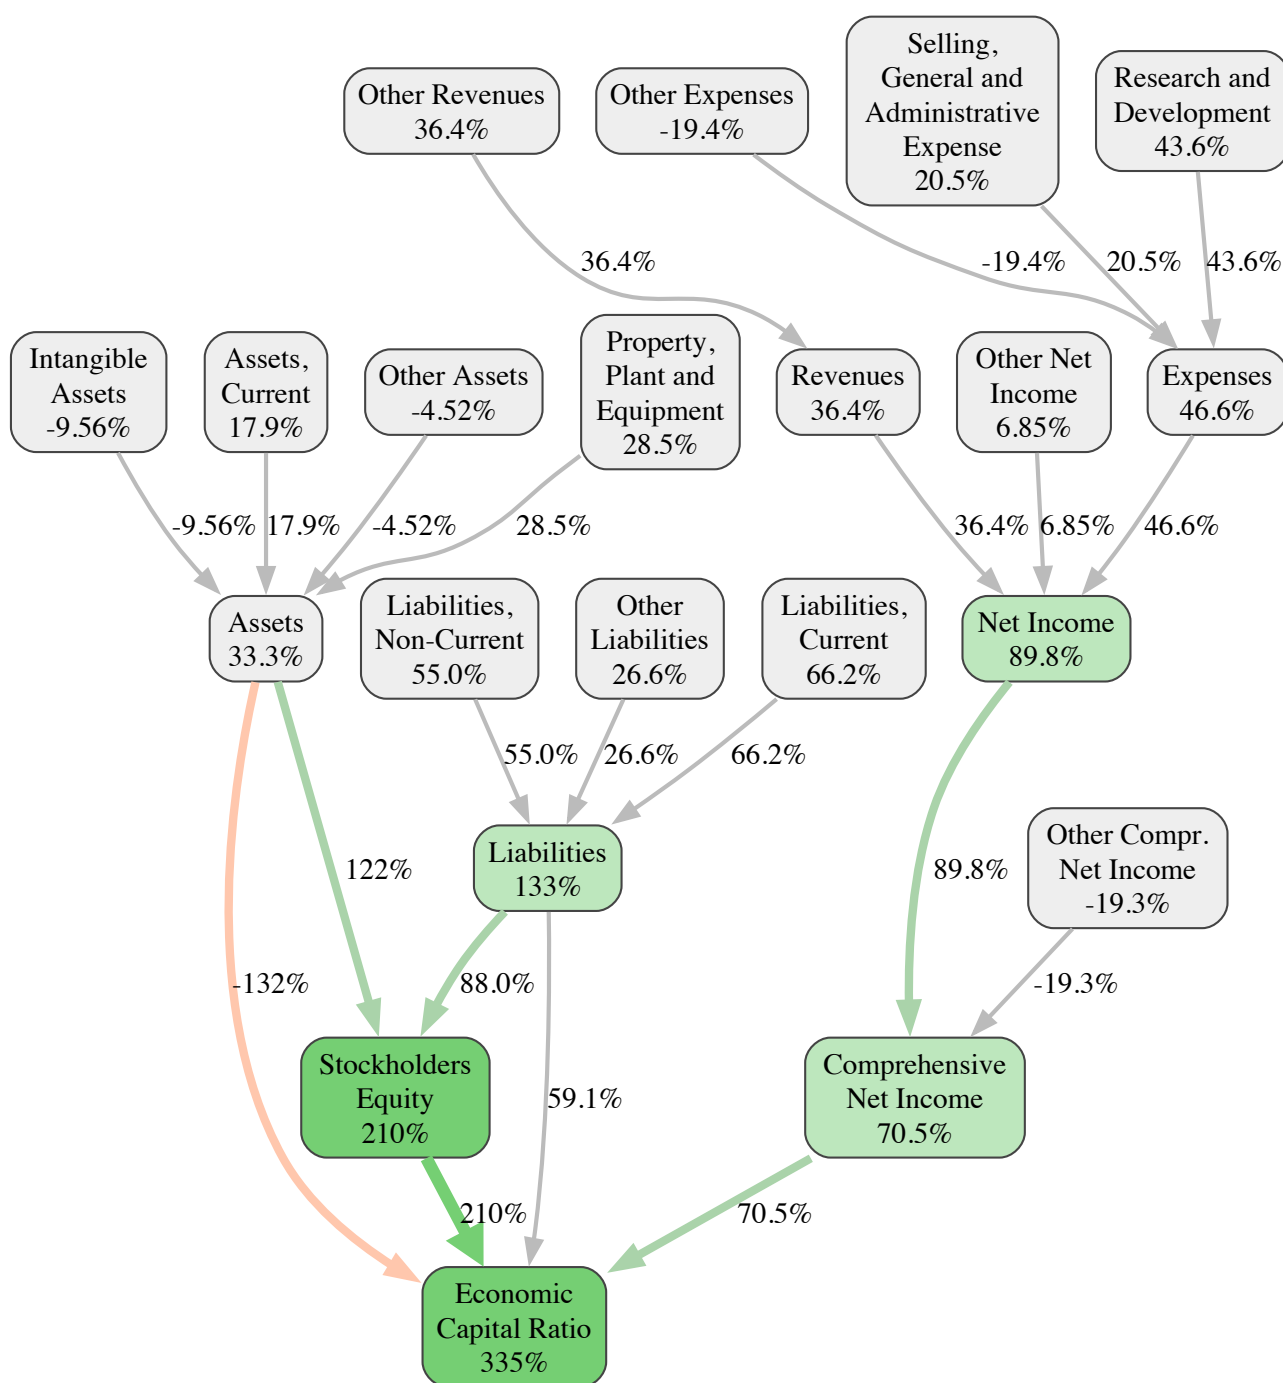 Selling,
General and
Administrative
Expense
20.5%
Other Revenues
36.4%
Other Expenses
-19.4%
Research and
Development
43.6%
36.4%
-19.4%
20.5%
43.6%
Intangible
Assets
-9.56%
Assets,
Current
17.9%
Other Assets
-4.52%
Property,
Plant and
Equipment
28.5%
Revenues
36.4%
Other Net
Income
6.85%
Expenses
46.6%
-9.56%
17.9%
-4.52%
28.5%
36.4%
6.85%
46.6%
Assets
33.3%
Liabilities,
Non-Current
55.0%
Other
Liabilities
26.6%
Liabilities,
Current
66.2%
Net Income
89.8%
55.0%
26.6%
66.2%
Liabilities
133%
122%
89.8%
Other Compr.
Net Income
-19.3%
-132%
88.0%
-19.3%
Stockholders
Equity
210%
59.1%
Comprehensive
Net Income
70.5%
210%
70.5%
Economic
Capital Ratio
335%